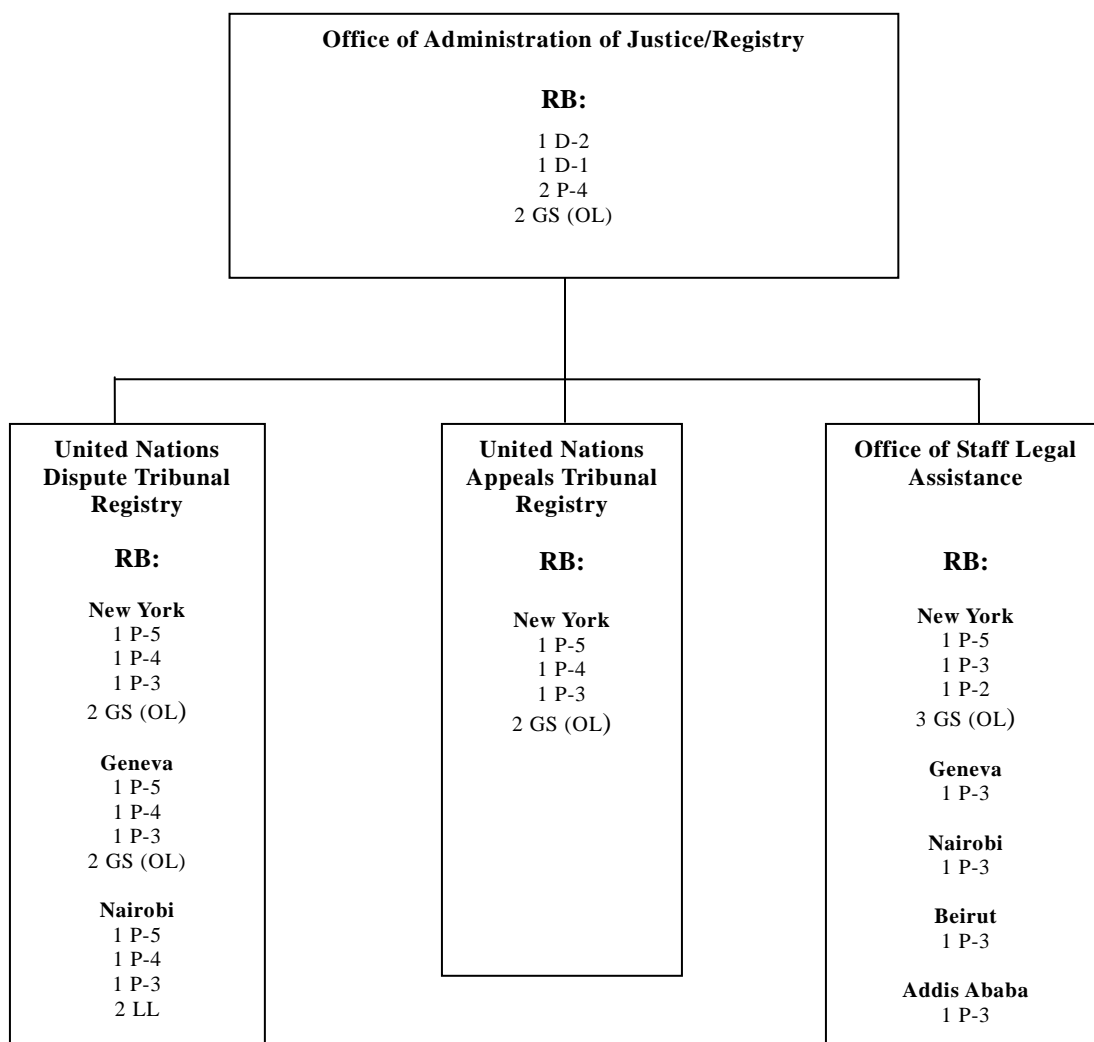 Office of Administration of Justice/Registry
RB:
1 D-2
1 D-1
2 P-4
2 GS (OL)
United Nations
Dispute Tribunal
Registry
RB:
New York
1 P-5
1 P-4
1 P-3
2 GS (OL)
Geneva
1 P-5
1 P-4
1 P-3
2 GS (OL)
Nairobi
1 P-5
1 P-4
1 P-3
2 LL
United Nations
Appeals Tribunal
Registry
RB:
New York
1 P-5
1 P-4
1 P-3
2 GS (OL)
Office of Staff Legal
Assistance
RB:
New York
1 P-5
1 P-3
1 P-2
3 GS (OL)
Geneva
1 P-3
Nairobi
1 P-3
Beirut
1 P-3
Addis Ababa
1 P-3